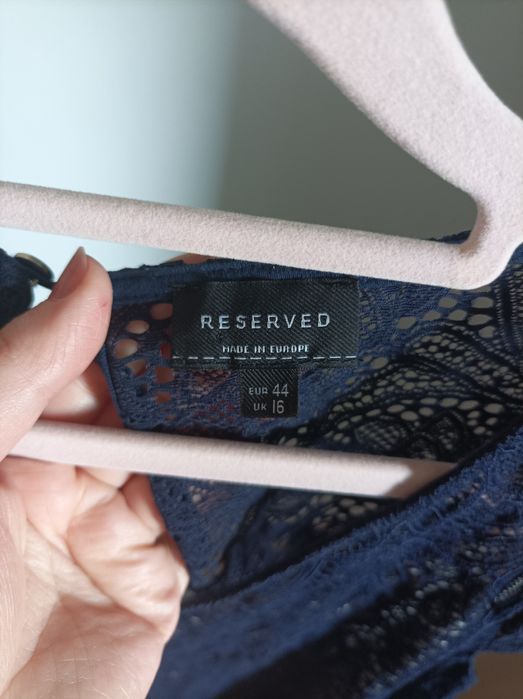 RESERVED
MADE IN EUROPE
EUR 44
UK 16